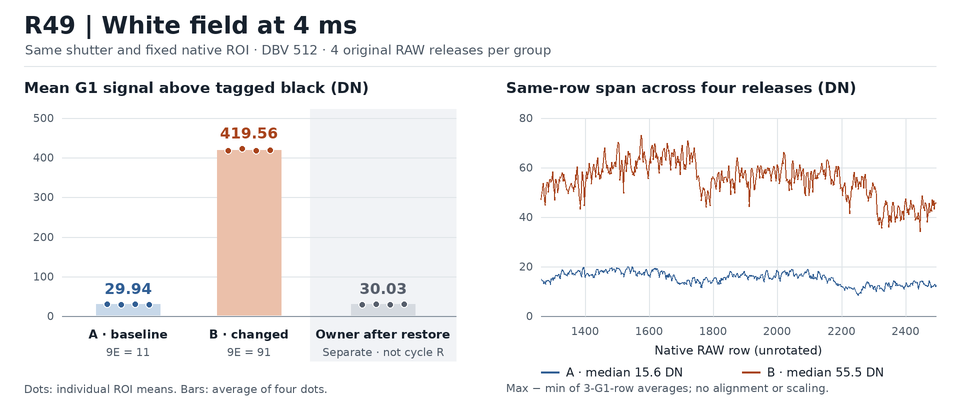 R49 | White field at 4 ms
Same shutter and fixed native ROI · DBV 512 · 4 original RAW releases per group
Mean G1 signal above tagged black (DN)
500
400
300
200
100
0
29.94
419.56
30.03
A · baseline
9E = 11
B · changed
9E = 91
Owner after restore
Separate · not cycle R
Dots: individual ROI means. Bars: average of four dots.
Same-row span across four releases (DN)
80
60
40
20
0
1400 1600 1800 2000 2200 2400
Native RAW row (unrotated)
A · median 15.6 DN
B · median 55.5 DN
Max − min of 3-G1-row averages; no alignment or scaling.